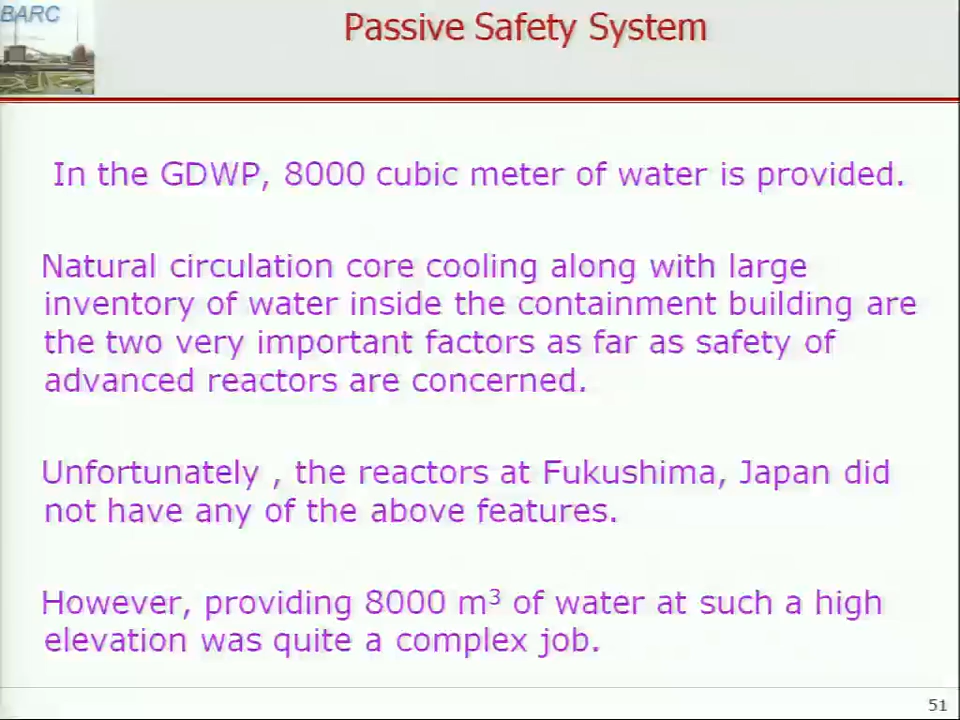 BARC
Passive Safety System
In the GDWP, 8000 cubic meter of water is provided.
Natural circulation core cooling along with large
inventory of water inside the containment building are
the two very important factors as far as safety of
advanced reactors are concerned.
Unfortunately , the reactors at Fukushima, Japan did
not have any of the above features.
However, providing 8000 m³ of water at such a high
elevation was quite a complex job.
51